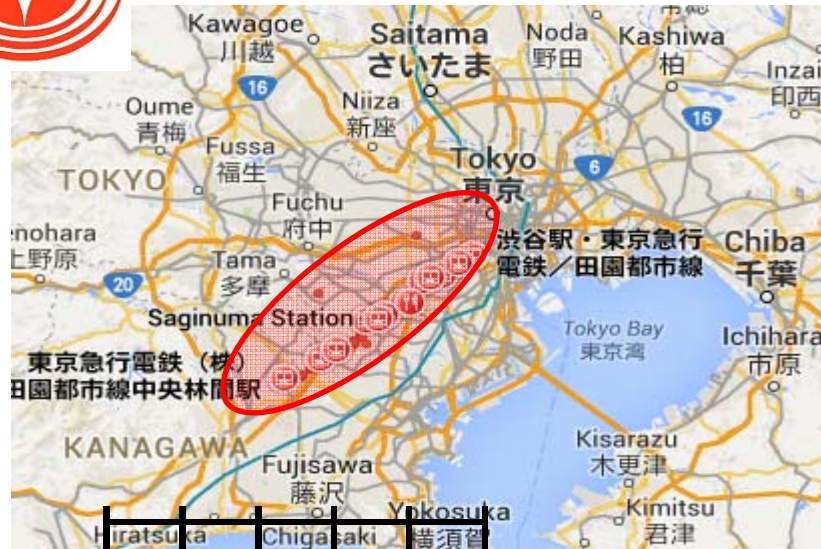 Kawagoe
川越
Saitama
さいたま
Noda
野田
Kashiwa
柏
Inzai
印西
16
Oume
青梅
Niiza
新座
16
Fussa
福生
Tokyo
東京
6
TOKYO
Fuchu
府中
enohara
上野原
Tama
多摩
渋谷駅・東京急行
電鉄／田園都市線
Chiba
千葉
20
Saginuma Station
Tokyo Bay
東京湾
Ichihara
市原
東京急行電鉄（株）
田園都市線中央林間駅
KANAGAWA
Fujisawa
藤沢
Kisarazu
木更津
Yokosuka
横須賀
Kimitsu
君津
Hiratsuka
Chigasaki